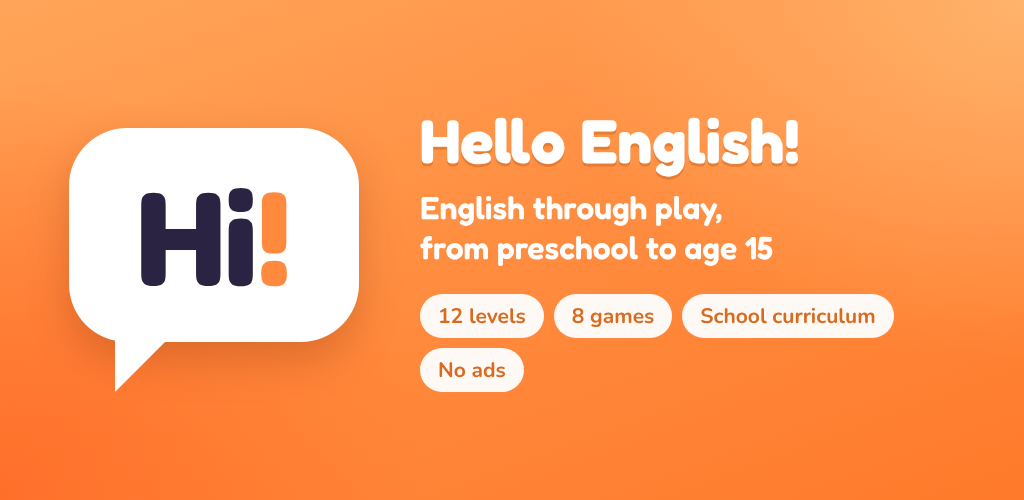 Hi!
Hello English!
English through play,
from preschool to age 15
12 levels 8 games School curriculum
No ads